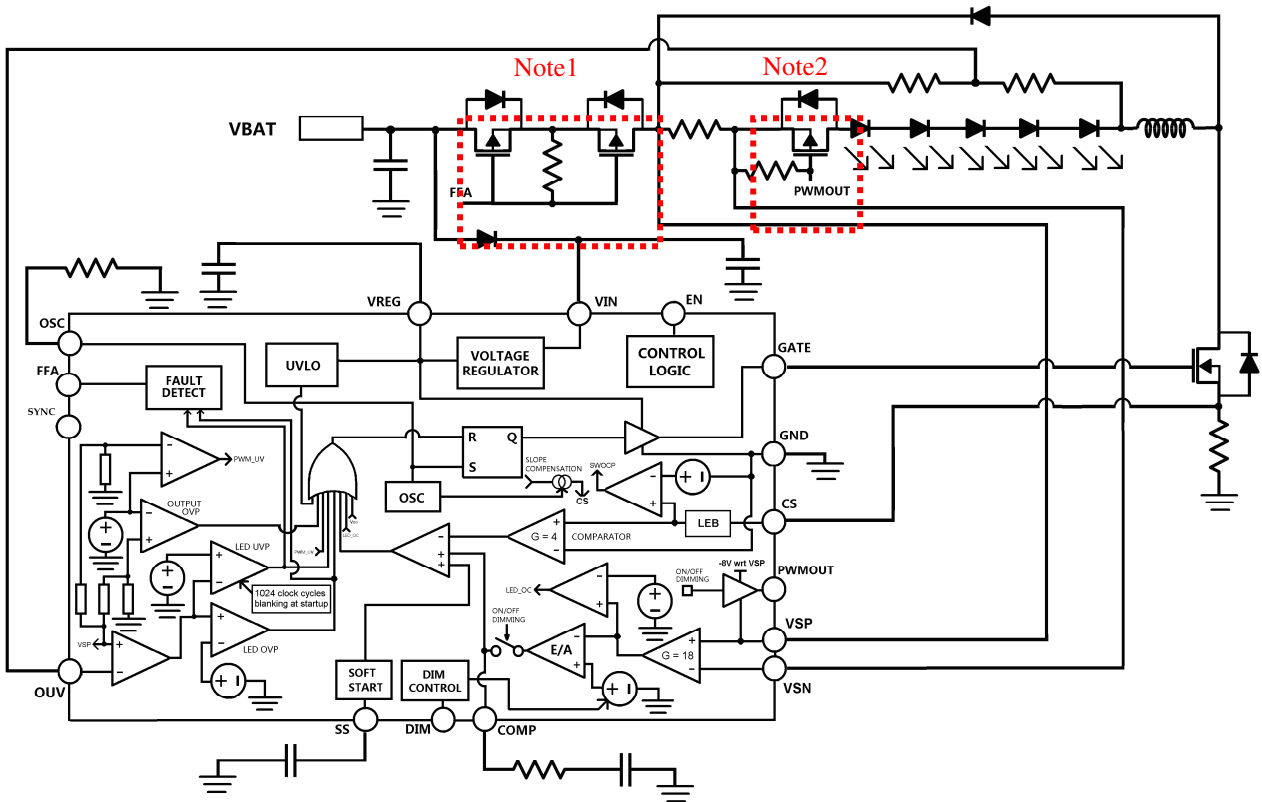 Note1
Note2
VBAT
FFA
PWMOUT
VREG
VIN
EN
OSC
UVLO
VOLTAGE
REGULATOR
CONTROL
LOGIC
GATE
FFA
FAULT
DETECT
SYNC
PWM_UV
R Q
S
OSC
SLOPE
COMPENSATION
CS
SWOCP
GND
OUTPUT
OVP
CS
LEB
G = 4
COMPARATOR
Vcc
LED_OC
PWM_UV
LED UVP
1024 clock cycles
blanking at startup
LED_OC
ON/OFF
DIMMING
-8V wrt VSP
PWMOUT
ON/OFF
DIMMING
VSP
VSP
LED OVP
E/A
G = 18
VSN
OUV
SOFT
START
DIM
CONTROL
SS
DIM
COMP